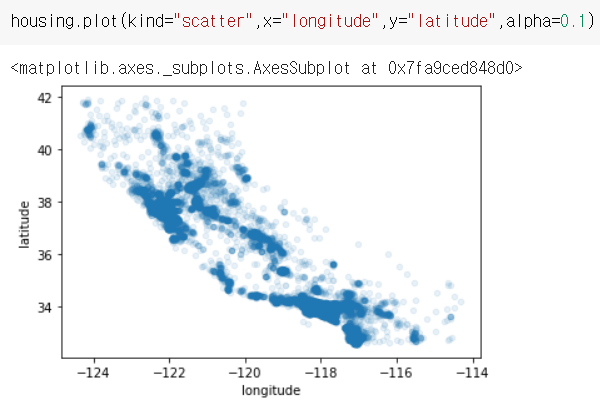 housing.plot(kind="scatter",x="longitude",y="latitude",alpha=0.1)
<matplotlib.axes._subplots.AxesSubplot at 0x7fa9ced848d0>
42
40
38
36
34
latitude
−124 −122 −120 −118 −116 −114
longitude